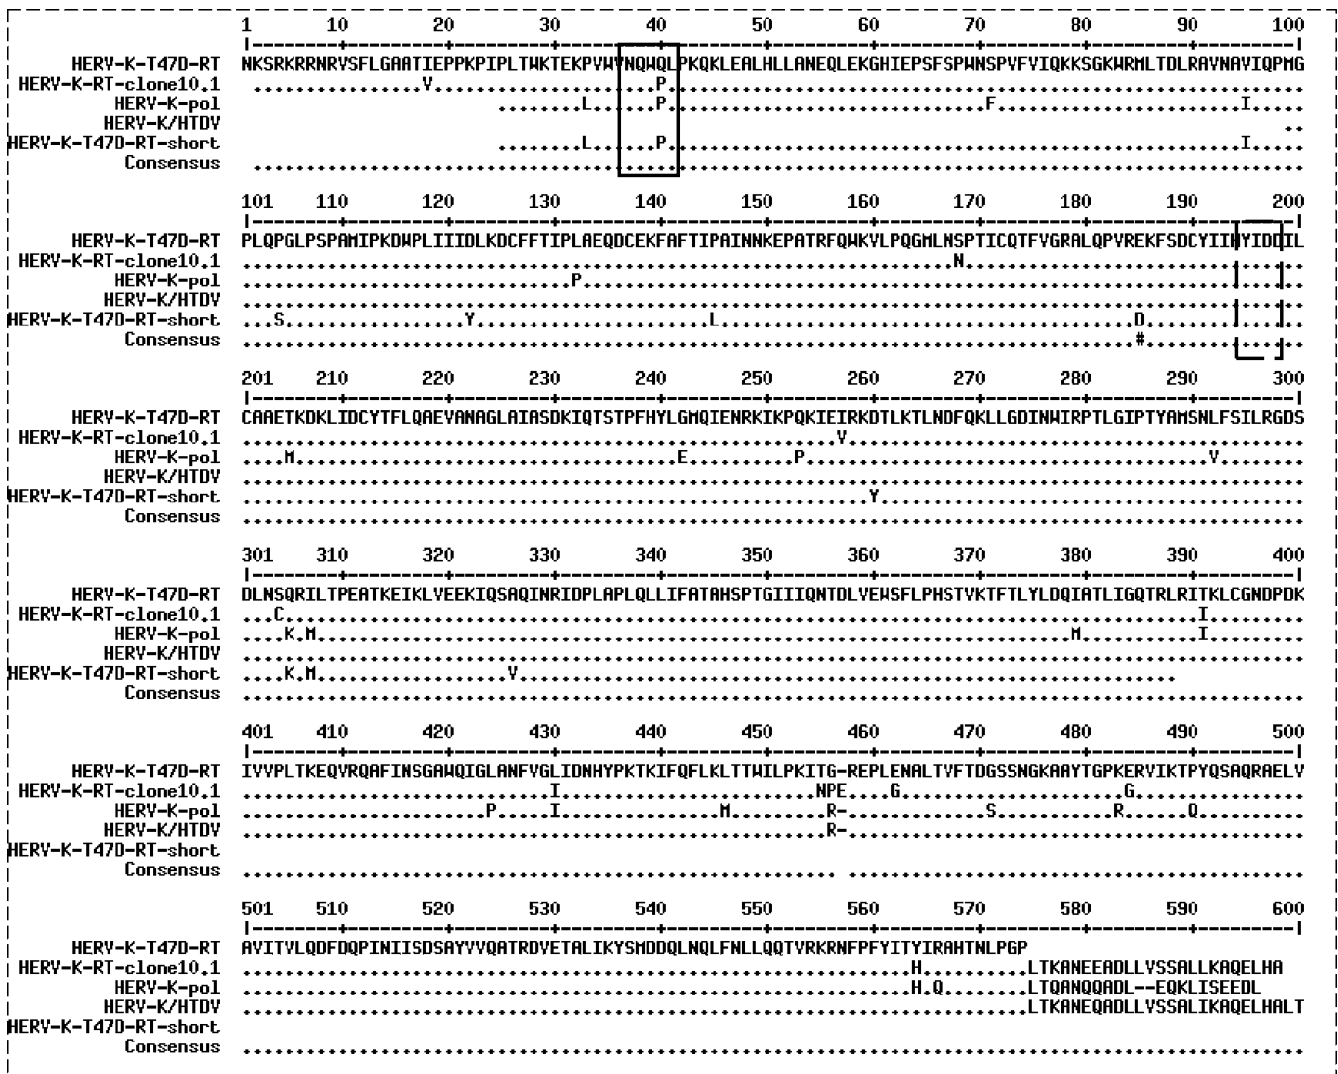 1 10 20 30 40 50 60 70 80 90 100
|--------+---------+---------+---------+---------+---------+---------+---------+---------+---------|
HERV-K-T47D-RT NKSRKRRNRVSFLGAATIEPPKPIPLTWKTEKPVWVNQWQLPKQKLEALHLLANEQLEKGHIEPSFSPWNSPVFVIQKKSGKWRMLTDLRAVNAVIQPMG
HERV-K-RT-clone10.1 ................V.....................P............................................................
HERV-K-pol ........L......P..............................F.......................I.....
HERV-K/HTDV ..
HERV-K-T47D-RT-short ........L......P......................................................I.....
Consensus ...................................................................................................
101 110 120 130 140 150 160 170 180 190 200
|--------+---------+---------+---------+---------+---------+---------+---------+---------+---------|
HERV-K-T47D-RT PLQPGLPSPAMIPKDWPLIIIDLKDCFFTIPLAEQDCEKFAFTIPAINNKEPATRFQWKVLPQGMLNSPTICQTFVGRALQPVREKFSDCYIIHYIDDIL
HERV-K-RT-clone10.1 ...................................................................N................................
HERV-K-pol ...............................P....................................................................
HERV-K/HTDV ....................................................................................................
HERV-K-T47D-RT-short ...S.................Y......................L.......................................D...............
Consensus ....................................................................................#...............
201 210 220 230 240 250 260 270 280 290 300
|--------+---------+---------+---------+---------+---------+---------+---------+---------+---------|
HERV-K-T47D-RT CAAETKDKLIDCYTFLQAEVANAGLAIASDKIQTSTPFHYLGMQIENRKIKPQKIEIRKDTLKTLNDFQKLLGDINWIRPTLGIPTYAMSNLFSILRGDS
HERV-K-RT-clone10.1 ........................................................V...........................................
HERV-K-pol ....M....................................E..........P......................................V........
HERV-K/HTDV ....................................................................................................
HERV-K-T47D-RT-short ...........................................................Y........................................
Consensus ....................................................................................................
301 310 320 330 340 350 360 370 380 390 400
|--------+---------+---------+---------+---------+---------+---------+---------+---------+---------|
HERV-K-T47D-RT DLNSQRILTPEATKEIKLVEEKIQSAQINRIDPLAPLQLLIFATAHSPTGIIIQNTDLVEWSFLPHSTVKTFTLYLDQIATLIGQTRLRITKLCGNDPDK
HERV-K-RT-clone10.1 ...C......................................................................................I.........
HERV-K-pol ....K.M.......................................................................M...........I.........
HERV-K/HTDV ....................................................................................................
HERV-K-T47D-RT-short ....K.M..................V..............................................................
Consensus ....................................................................................................
401 410 420 430 440 450 460 470 480 490 500
|--------+---------+---------+---------+---------+---------+---------+---------+---------+---------|
HERV-K-T47D-RT IVVPLTKEQVRQAFINSGAWQIGLANFVGLIDNHYPKTKIFQFLKLTTWILPKITG-REPLENALTVFTDGSSNGKAAYTGPKERVIKTPYQSAQRAELV
HERV-K-RT-clone10.1 .............................I........................NPE....G.....................G................
HERV-K-pol .......................P.....I...............M.........R-.............S...........R......Q..........
HERV-K/HTDV .......................................................R-...........................................
HERV-K-T47D-RT-short
Consensus ........................................................ ...........................................
501 510 520 530 540 550 560 570 580 590 600
|--------+---------+---------+---------+---------+---------+---------+---------+---------+---------|
HERV-K-T47D-RT AVITVLQDFDQPINIISDSAYVVQATRDVETALIKYSMDDQLNQLFNLLQQTVRKRNFPFYITYIRAHTNLPGP
HERV-K-RT-clone10.1 ...............................................................H..........LTKANEEADLLVSSALLKAQELHA
HERV-K-pol ...............................................................H.Q........LTQANQQADL--EQKLISEEDL
HERV-K/HTDV ..........................................................................LTKANEQADLLVSSALIKAQELHALT
HERV-K-T47D-RT-short
Consensus ....................................................................................................